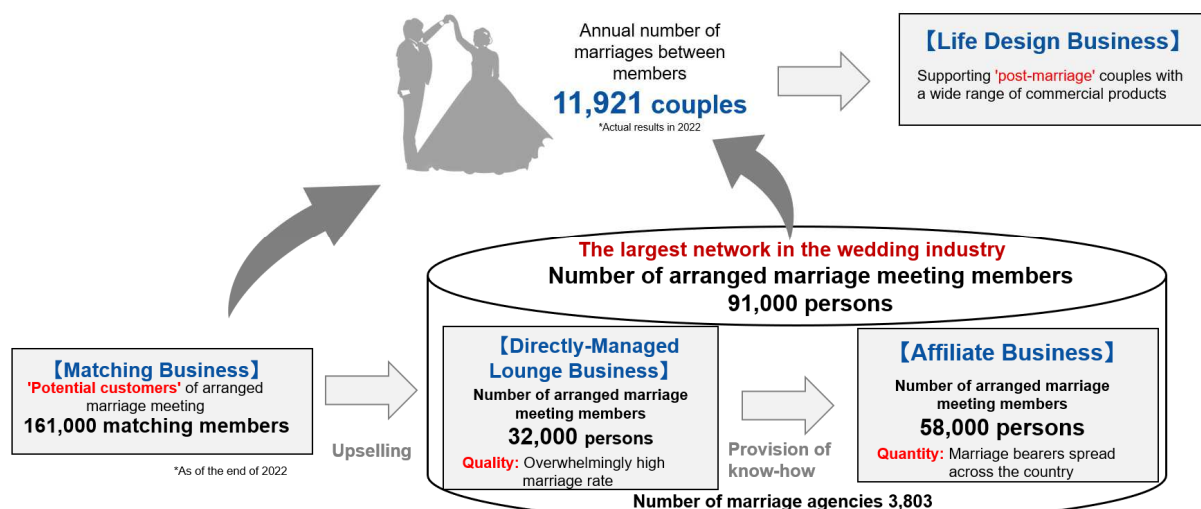 Annual number of
marriages between
members
11,921 couples
*Actual results in 2022
【Life Design Business】
Supporting 'post-marriage' couples with
a wide range of commercial products
The largest network in the wedding industry
Number of arranged marriage meeting members
91,000 persons
【Matching Business】
'Potential customers' of arranged
marriage meeting
161,000 matching members
*As of the end of 2022
Upselling
【Directly-Managed
Lounge Business】
Number of arranged marriage
meeting members
32,000 persons
Quality: Overwhelmingly high
marriage rate
Provision of
know-how
【Affiliate Business】
Number of arranged marriage
meeting members
58,000 persons
Quantity: Marriage bearers spread
across the country
Number of marriage agencies 3,803